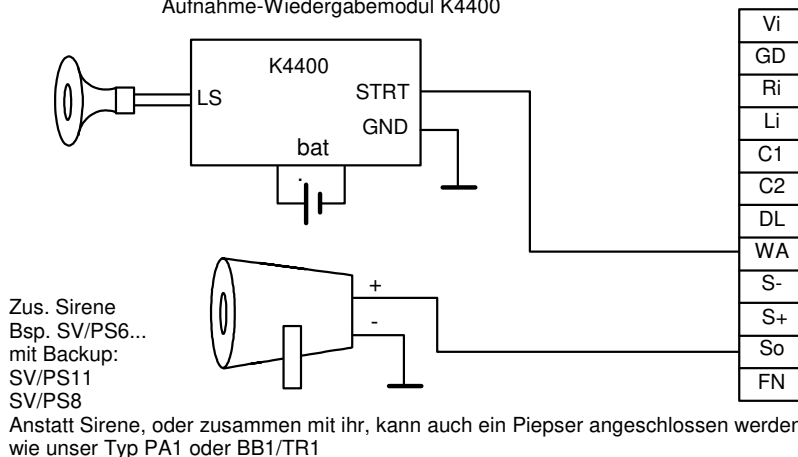 Aufnahme-Wiedergabemodul K4400
K4400
LS
STRT
GND
bat
Vi
GD
Ri
Li
C1
C2
DL
WA
S-
S+
So
FN
+
-
Zus. Sirene
Bsp. SV/PS6...
mit Backup:
SV/PS11
SV/PS8
Anstatt Sirene, oder zusammen mit ihr, kann auch ein Piepser angeschlossen werden
wie unser Typ PA1 oder BB1/TR1